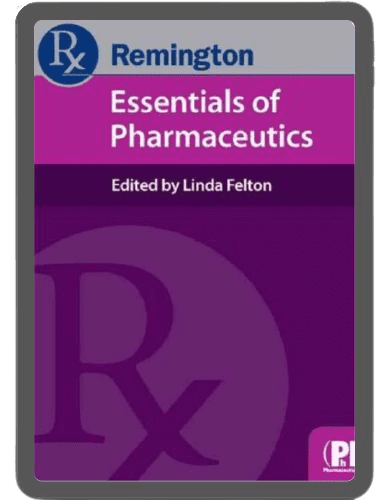 Rx
Remington
Essentials of
Pharmaceutics
Edited by Linda Felton
Rx